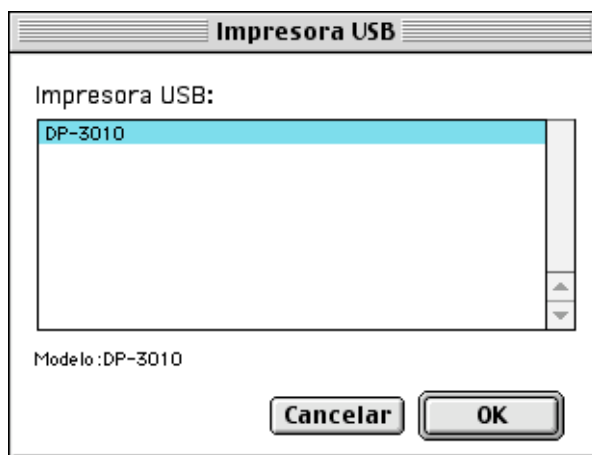 Impresora USB
Impresora USB:
DP-3010
Modelo:DP-3010
Cancelar OK